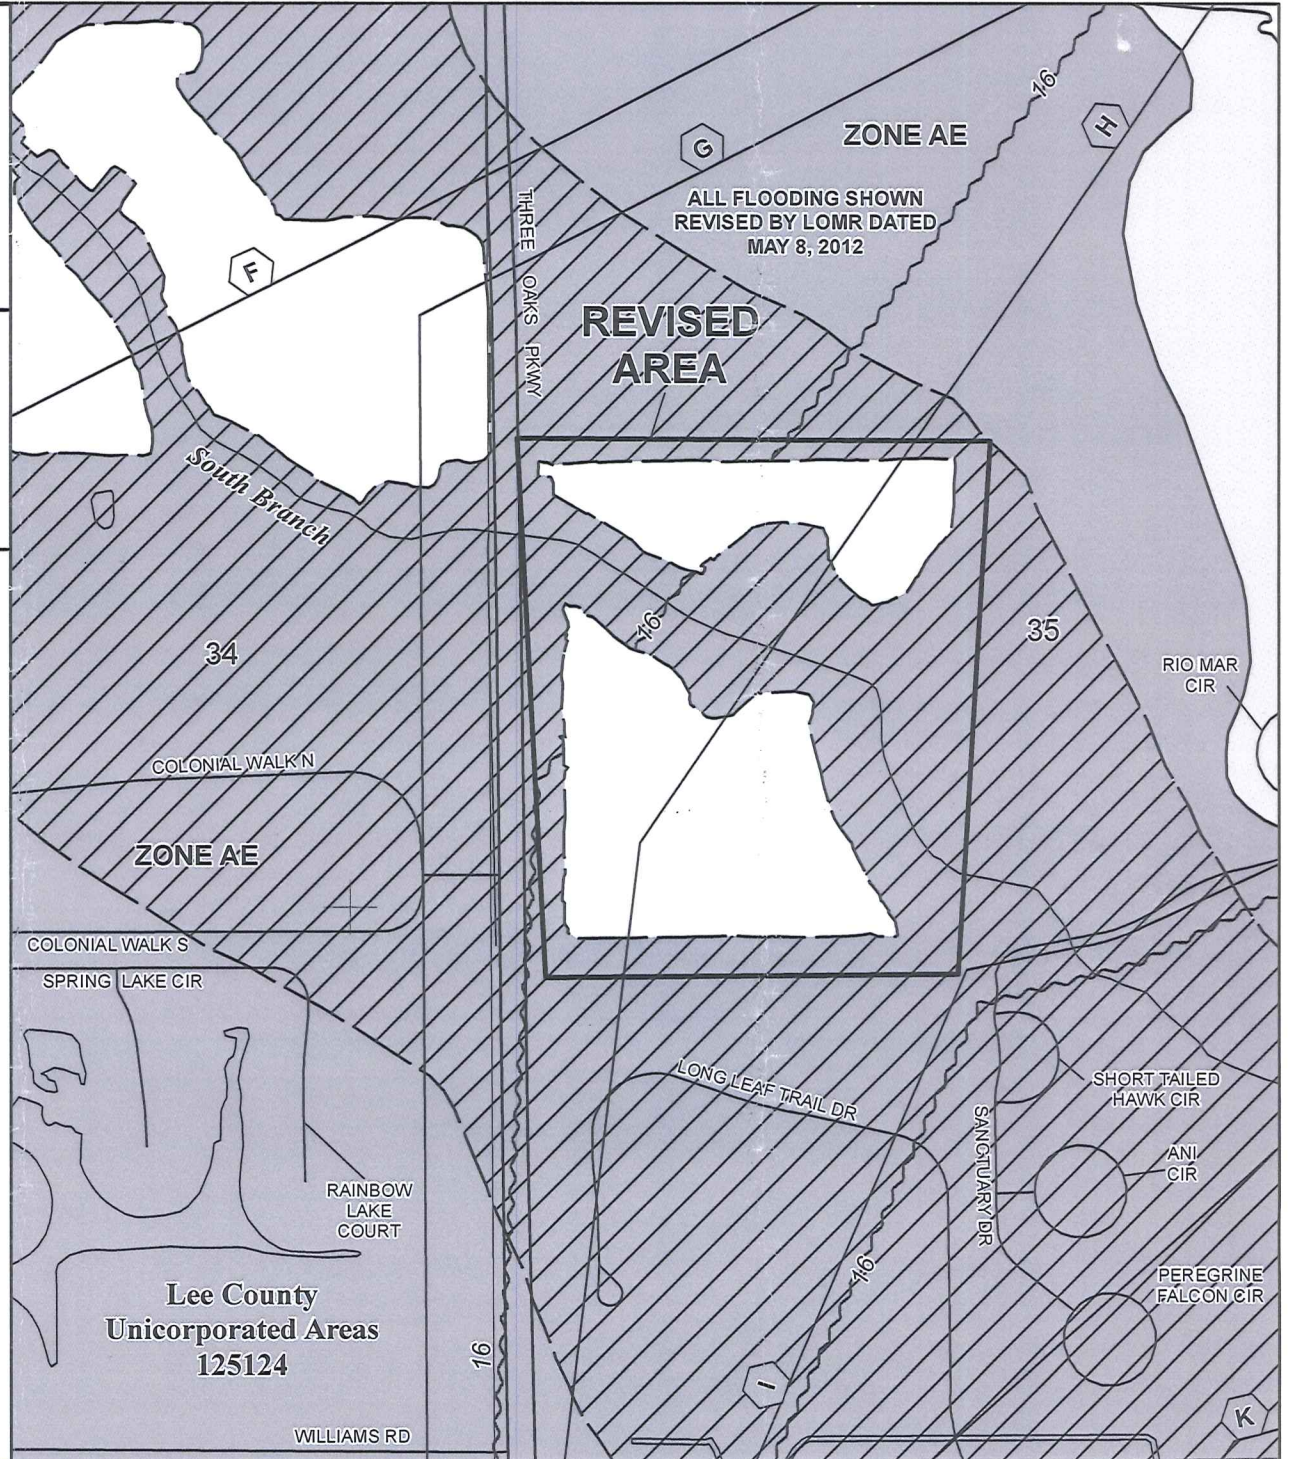 16
ZONE AE
H
G
ALL FLOODING SHOWN
REVISED BY LOMR DATED
MAY 8, 2012
THREE OAKS PKWY
F
REVISED
AREA
South Branch
16
34
35
RIO MAR
CIR
COLONIAL WALK N
ZONE AE
COLONIAL WALK S
SPRING LAKE CIR
LONG LEAF TRAIL DR
SHORT TAILED
HAWK CIR
SANCTUARY DR
ANI
CIR
RAINBOW
LAKE
COURT
PEREGRINE
FALCON CIR
16
Lee County
Unicorporated Areas
125124
16
I
K
WILLIAMS RD